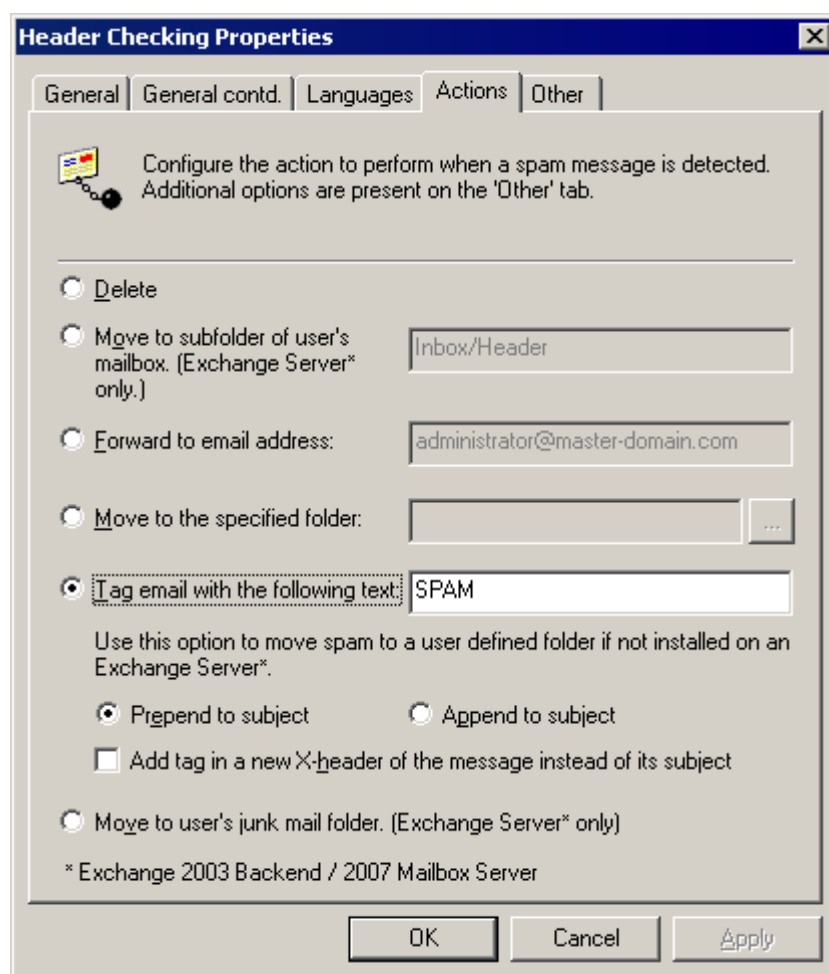 Header Checking Properties
General General contd. Languages Actions Other
Configure the action to perform when a spam message is detected.
Additional options are present on the 'Other' tab.
Delete
Move to subfolder of user's
mailbox. (Exchange Server*
only.)
Inbox/Header
Forward to email address: administrator@master-domain.com
Move to the specified folder: ...
Tag email with the following text: SPAM
Use this option to move spam to a user defined folder if not installed on an
Exchange Server*.
Prepend to subject Append to subject
Add tag in a new X-header of the message instead of its subject
Move to user's junk mail folder. (Exchange Server* only)
* Exchange 2003 Backend / 2007 Mailbox Server
OK Cancel Apply